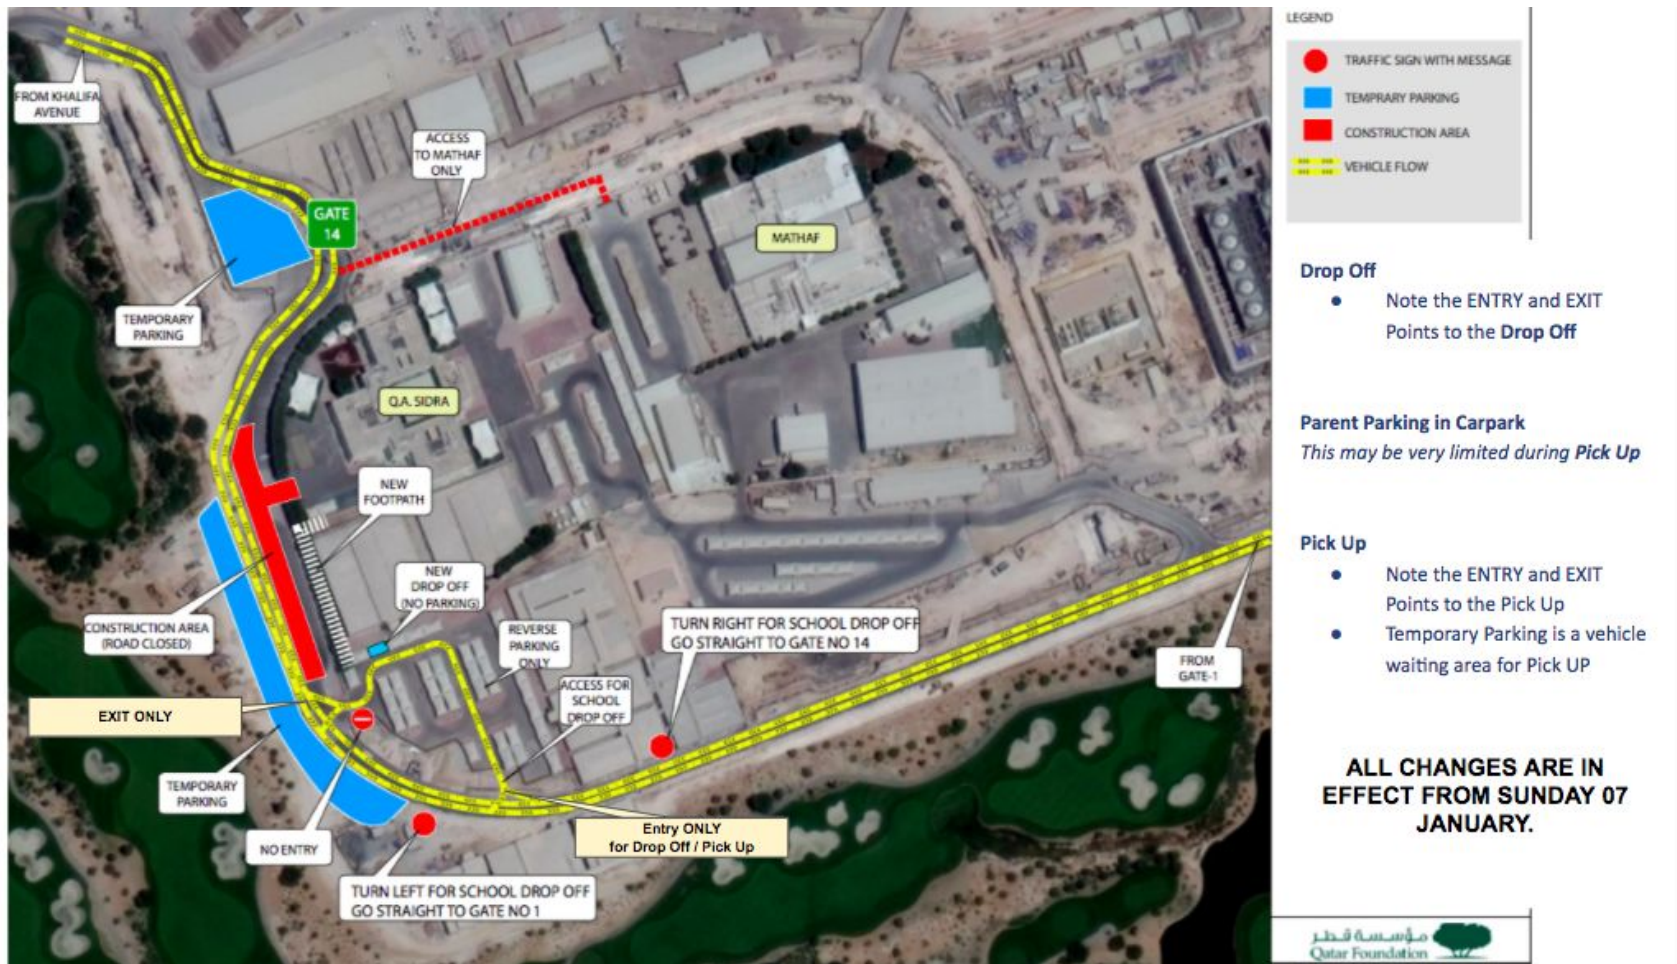 FROM KHALIFA
AVENUE
ACCESS
TO MATHAF
ONLY
GATE
14
MATHAF
TEMPORARY
PARKING
Q.A. SIDRA
NEW
FOOTPATH
NEW
DROP OFF
(NO PARKING)
CONSTRUCTION AREA
(ROAD CLOSED)
REVERSE
PARKING
ONLY
TURN RIGHT FOR SCHOOL DROP OFF
GO STRAIGHT TO GATE NO 14
FROM
GATE-1
ACCESS FOR
SCHOOL
DROP OFF
EXIT ONLY
TEMPORARY
PARKING
NO ENTRY
Entry ONLY
for Drop Off / Pick Up
TURN LEFT FOR SCHOOL DROP OFF
GO STRAIGHT TO GATE NO 1
LEGEND
TRAFFIC SIGN WITH MESSAGE
TEMPRARY PARKING
CONSTRUCTION AREA
VEHICLE FLOW
Drop Off
● Note the ENTRY and EXIT
Points to the Drop Off
Parent Parking in Carpark
This may be very limited during Pick Up
Pick Up
● Note the ENTRY and EXIT
Points to the Pick Up
● Temporary Parking is a vehicle
waiting area for Pick UP
ALL CHANGES ARE IN
EFFECT FROM SUNDAY 07
JANUARY.
مؤسسة قطر
Qatar Foundation